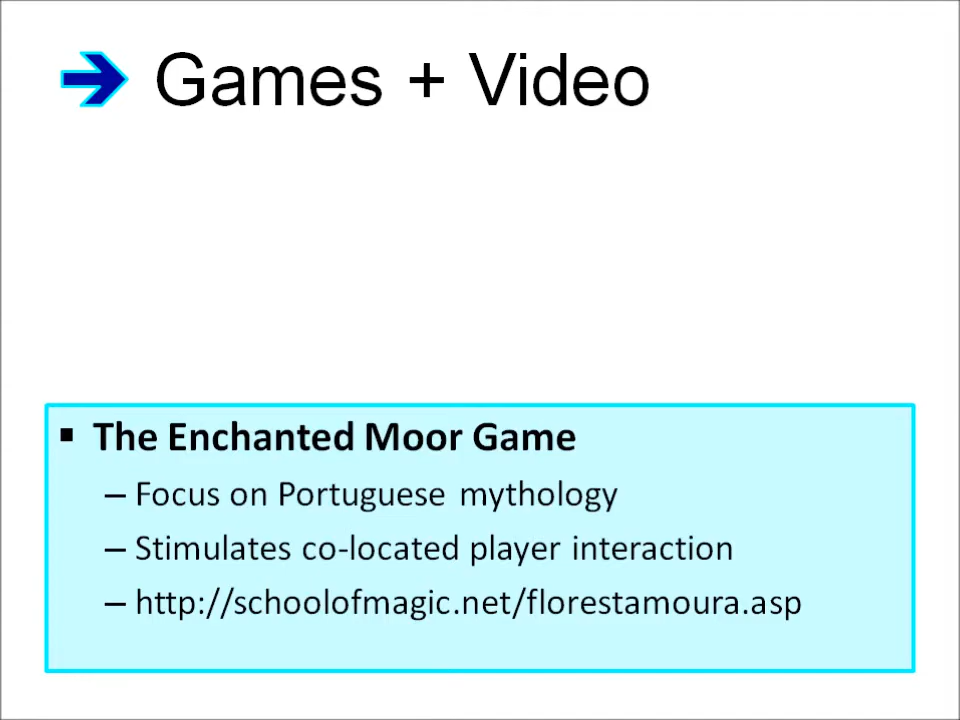 Games + Video
▪ The Enchanted Moor Game
– Focus on Portuguese mythology
– Stimulates co-located player interaction
– http://schoolofmagic.net/florestamoura.asp